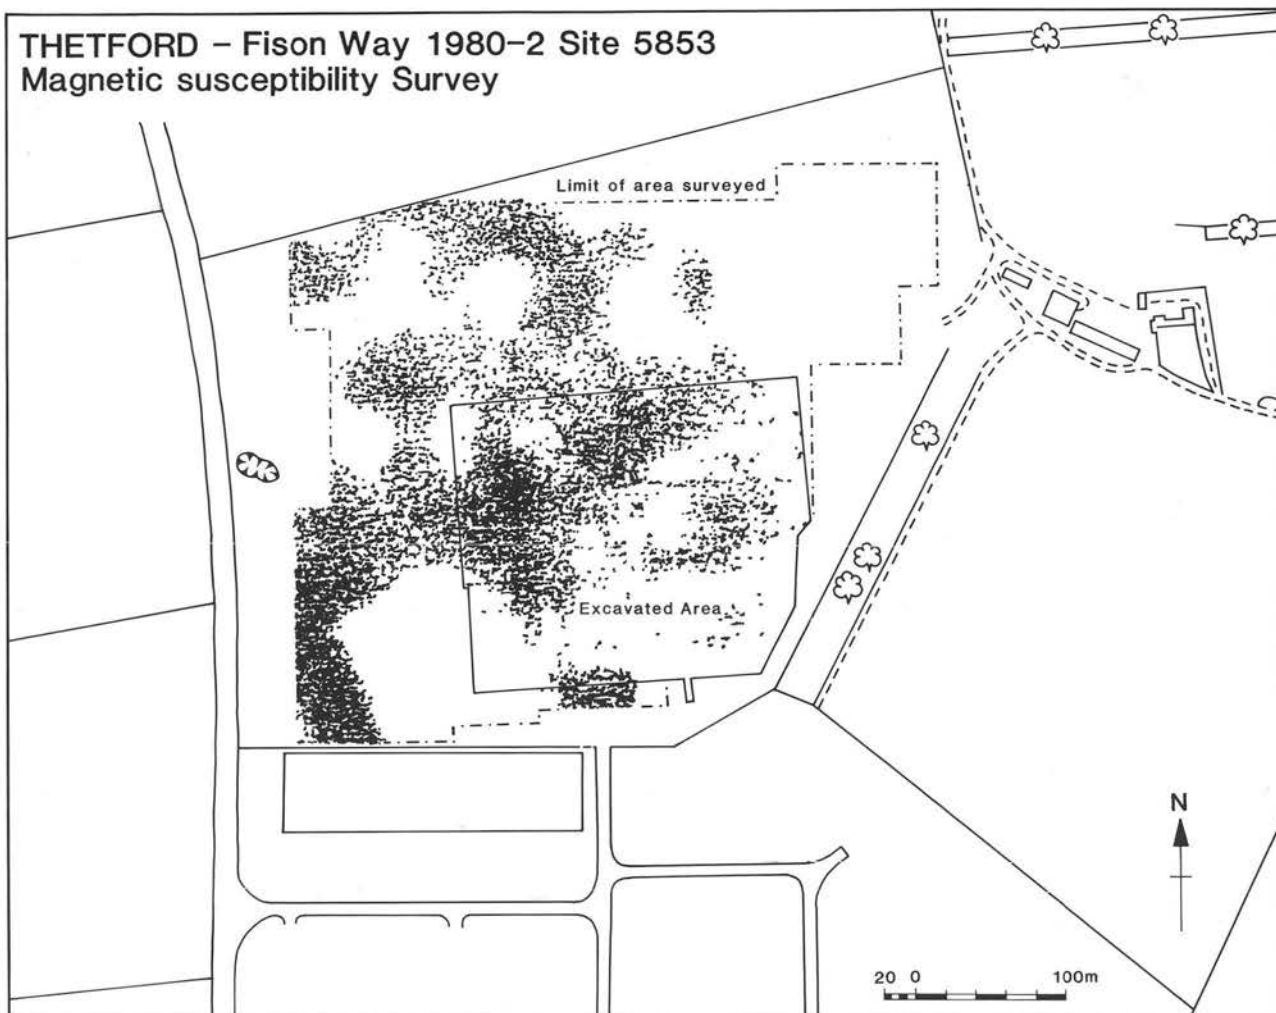 THETFORD – Fison Way 1980–2 Site 5853
Magnetic susceptibility Survey
Limit of area surveyed
Excavated Area
N
20 0 100m